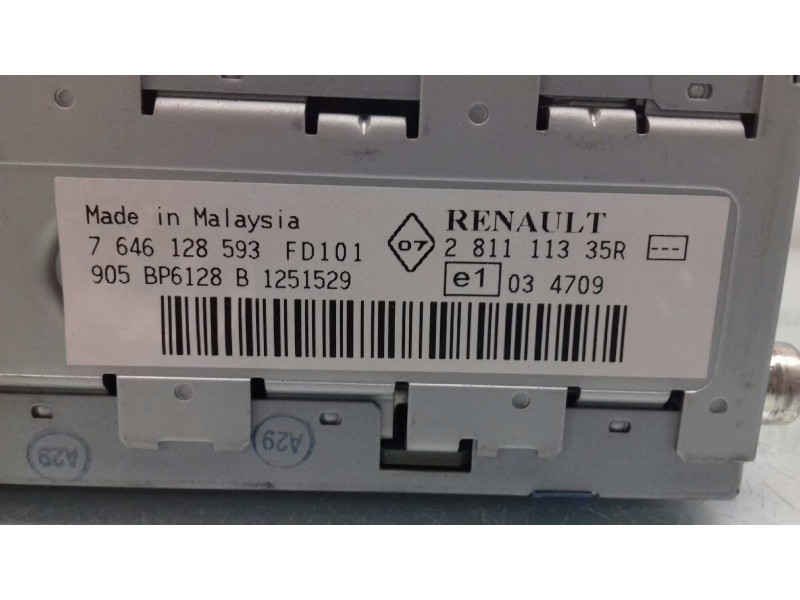 Made in Malaysia
7 646 128 593 FD101
905 BP6128 B 1251529
07
RENAULT
2 811 113 35R ---
e1 03 4709
A29
A29